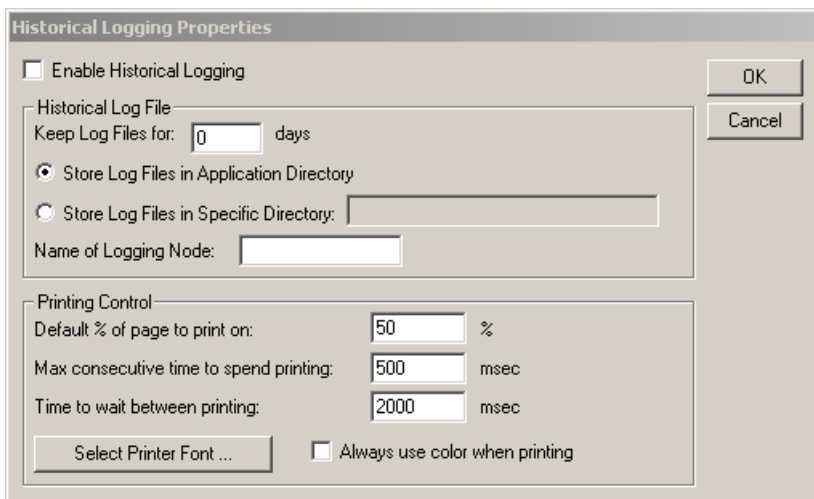 Historical Logging Properties
Enable Historical Logging
OK
Historical Log File
Keep Log Files for: 0 days
Cancel
Store Log Files in Application Directory
Store Log Files in Specific Directory:
Name of Logging Node:
Printing Control
Default % of page to print on: 50 %
Max consecutive time to spend printing: 500 msec
Time to wait between printing: 2000 msec
Select Printer Font ... Always use color when printing